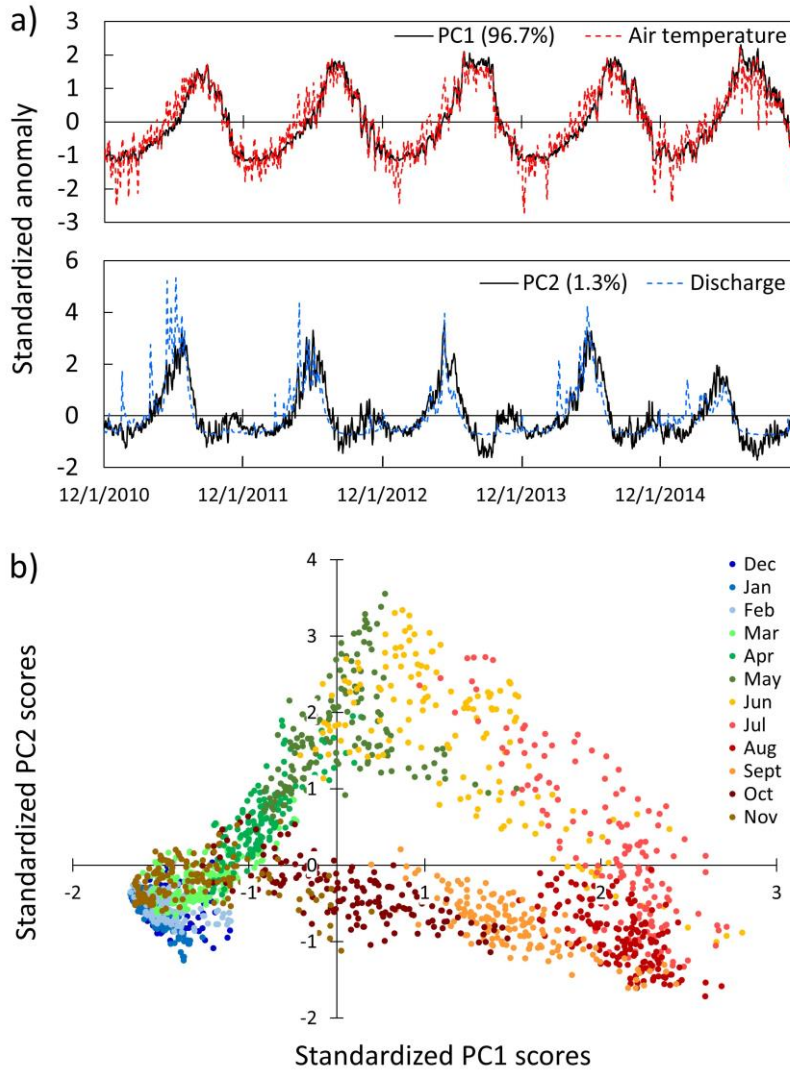 a)
Standardized anomaly
3
2
1
0
-1
-2
-3
PC1 (96.7%)
Air temperature
6
4
2
0
-2
PC2 (1.3%)
Discharge
12/1/2010
12/1/2011
12/1/2012
12/1/2013
12/1/2014
b)
Standardized PC2 scores
4
3
2
1
0
-1
-2
-2
-1
1
2
3
Standardized PC1 scores
Dec
Jan
Feb
Mar
Apr
May
Jun
Jul
Aug
Sept
Oct
Nov